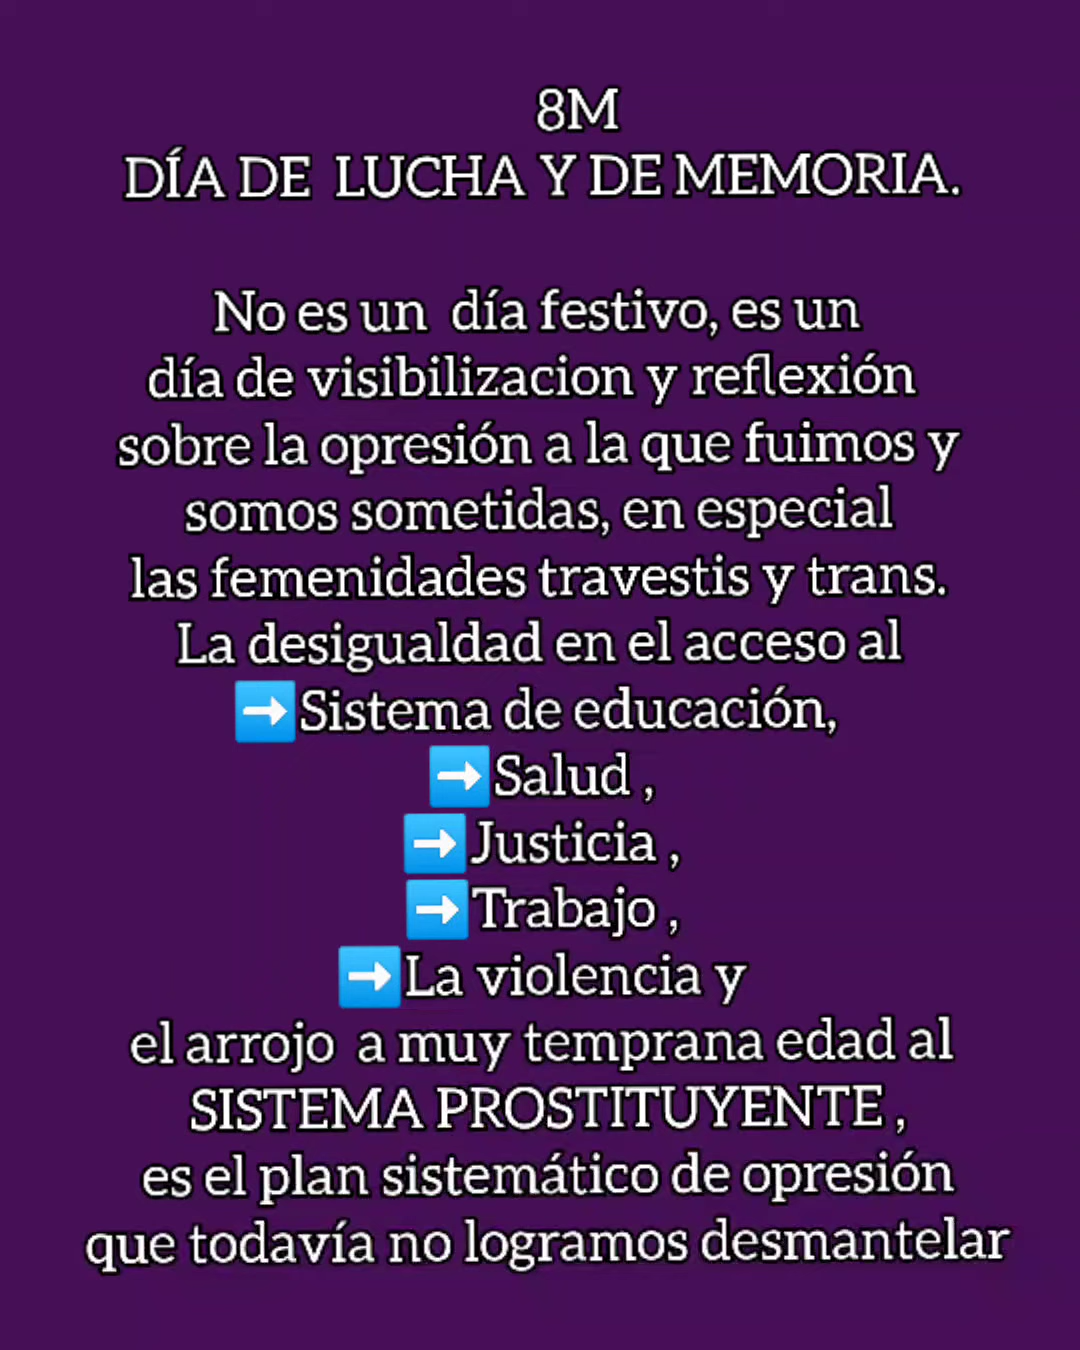 8M
DÍA DE LUCHA Y DE MEMORIA.
No es un día festivo, es un
día de visibilizacion y reflexión
sobre la opresión a la que fuimos y
somos sometidas, en especial
las femenidades travestis y trans.
La desigualdad en el acceso al
➡️Sistema de educación,
➡️Salud ,
➡️Justicia ,
➡️Trabajo ,
➡️La violencia y
el arrojo a muy temprana edad al
SISTEMA PROSTITUYENTE ,
es el plan sistemático de opresión
que todavía no logramos desmantelar